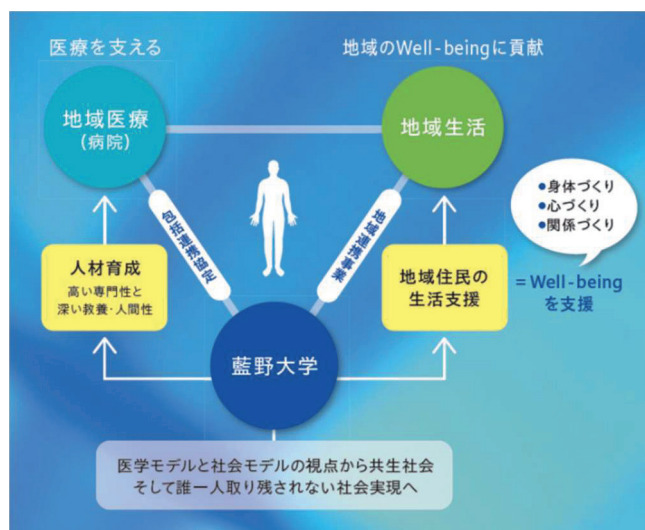 医療を支える
地域のWell-beingに貢献
地域医療
(病院)
地域生活
●身体づくり
●心づくり
●関係づくり
包括連携協定
地域連携事業
人材育成
高い専門性と
深い教養・人間性
地域住民の
生活支援
=Well-being
を支援
藍野大学
医学モデルと社会モデルの視点から共生社会
そして誰一人取り残されない社会実現へ